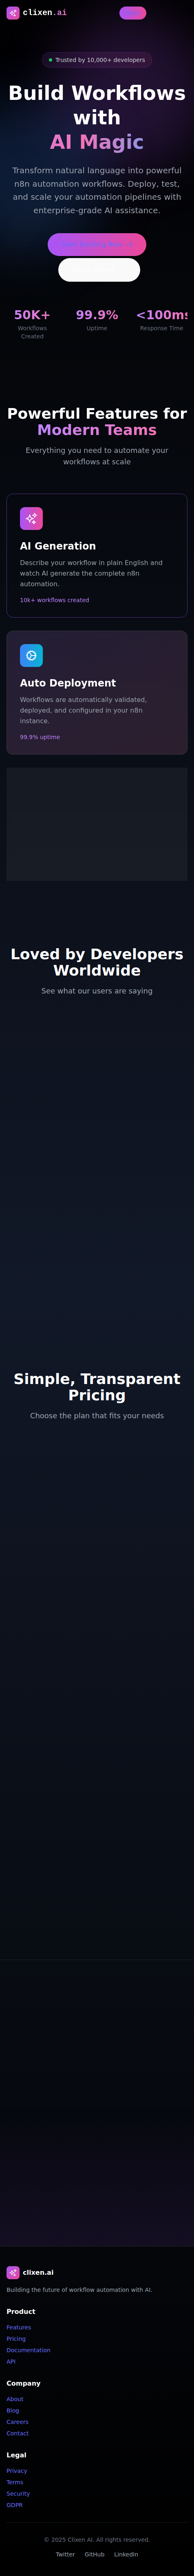 clixen.ai
Trusted by 10,000+ developers
Build Workflows
with
AI Magic
Transform natural language into powerful
n8n automation workflows. Deploy, test,
and scale your automation pipelines with
enterprise-grade AI assistance.
50K+
Workflows
Created
99.9%
Uptime
<100ms
Response Time
Powerful Features for
Modern Teams
Everything you need to automate your
workflows at scale
AI Generation
Describe your workflow in plain English and
watch AI generate the complete n8n
automation.
10k+ workflows created
Auto Deployment
Workflows are automatically validated,
deployed, and configured in your n8n
instance.
99.9% uptime
Loved by Developers
Worldwide
See what our users are saying
Simple, Transparent
Pricing
Choose the plan that fits your needs
clixen.ai
Building the future of workflow automation with AI.
Product
Features
Pricing
Documentation
API
Company
About
Blog
Careers
Contact
Legal
Privacy
Terms
Security
GDPR
© 2025 Clixen AI. All rights reserved.
Twitter GitHub LinkedIn